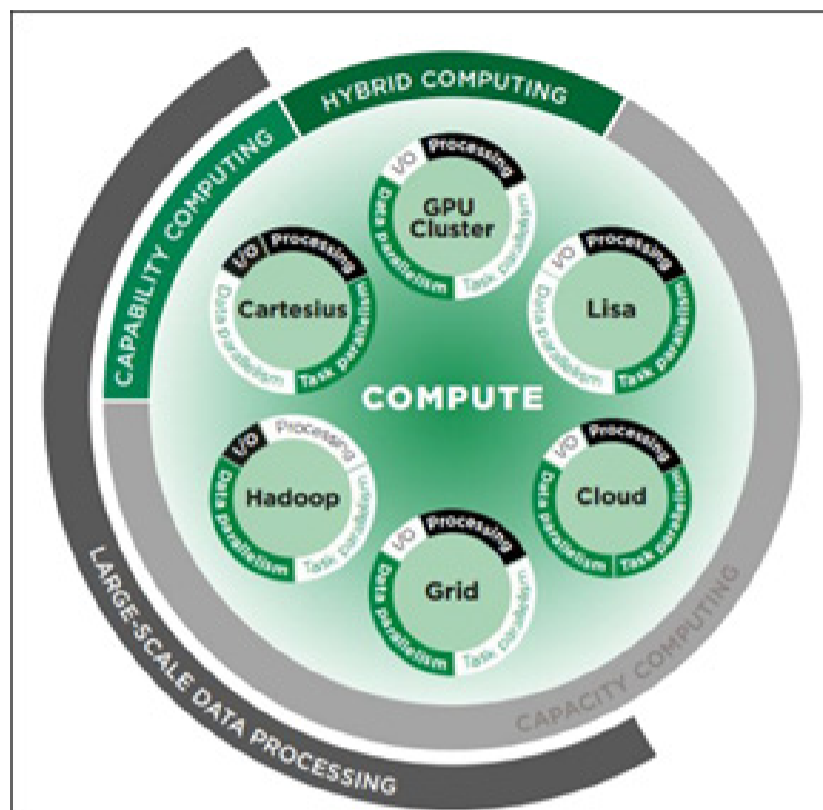 HYBRID COMPUTING
CAPABILITY COMPUTING
CAPACITY COMPUTING
LARGE-SCALE DATA PROCESSING
COMPUTE
I/O
Processing
Data parallelism
Task parallelism
GPU
Cluster
I/O
Processing
Data parallelism
Task parallelism
Cartesius
I/O
Processing
Data parallelism
Task parallelism
Lisa
I/O
Processing
Data parallelism
Task parallelism
Hadoop
I/O
Processing
Data parallelism
Task parallelism
Cloud
I/O
Processing
Data parallelism
Task parallelism
Grid